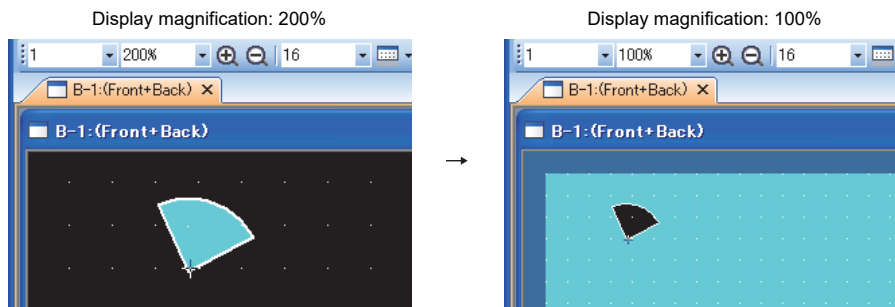 Display magnification: 200%
1 200% 16
B-1:(Front+Back) ×
B-1:(Front+Back)
→
Display magnification: 100%
1 100% 16
B-1:(Front+Back) ×
B-1:(Front+Back)